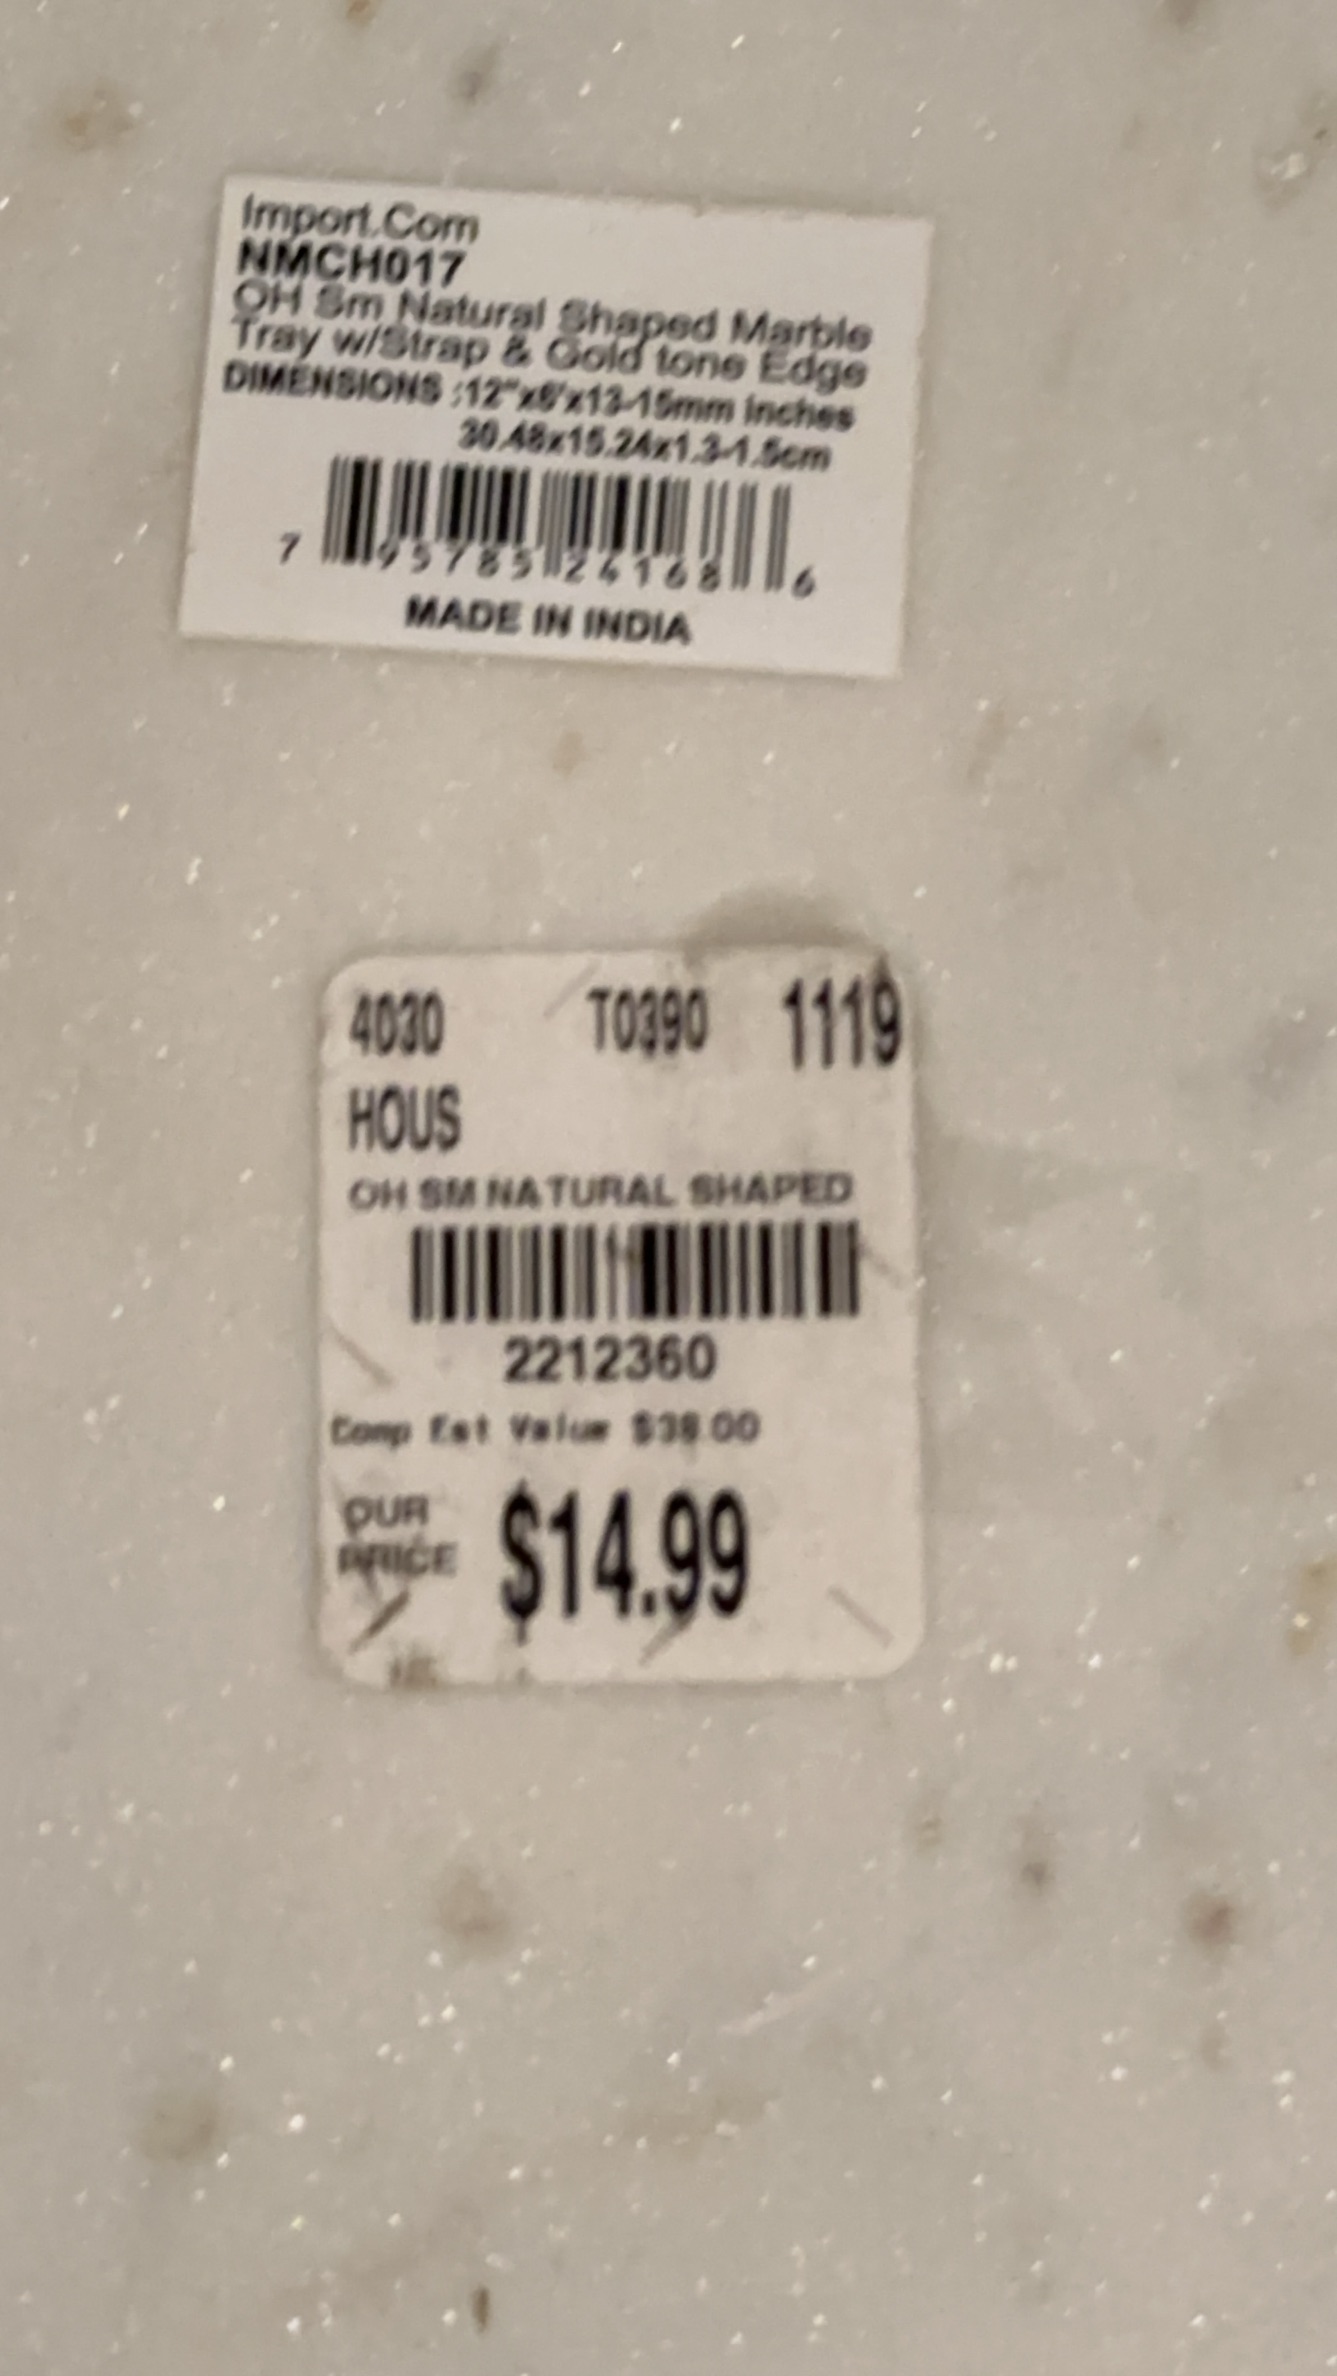 Import.Com
NMCH017
OH Sm Natural Shaped Marble
Tray w/Strap & Gold tone Edge
DIMENSIONS :12"x6'x13-15mm inches
30.48x15.24x1.3-1.5cm
7 95785 24168 6
MADE IN INDIA
4030 T0390 1119
HOUS
OH SM NATURAL SHAPED
2212360
Comp Est Value $38.00
OUR
PRICE $14.99